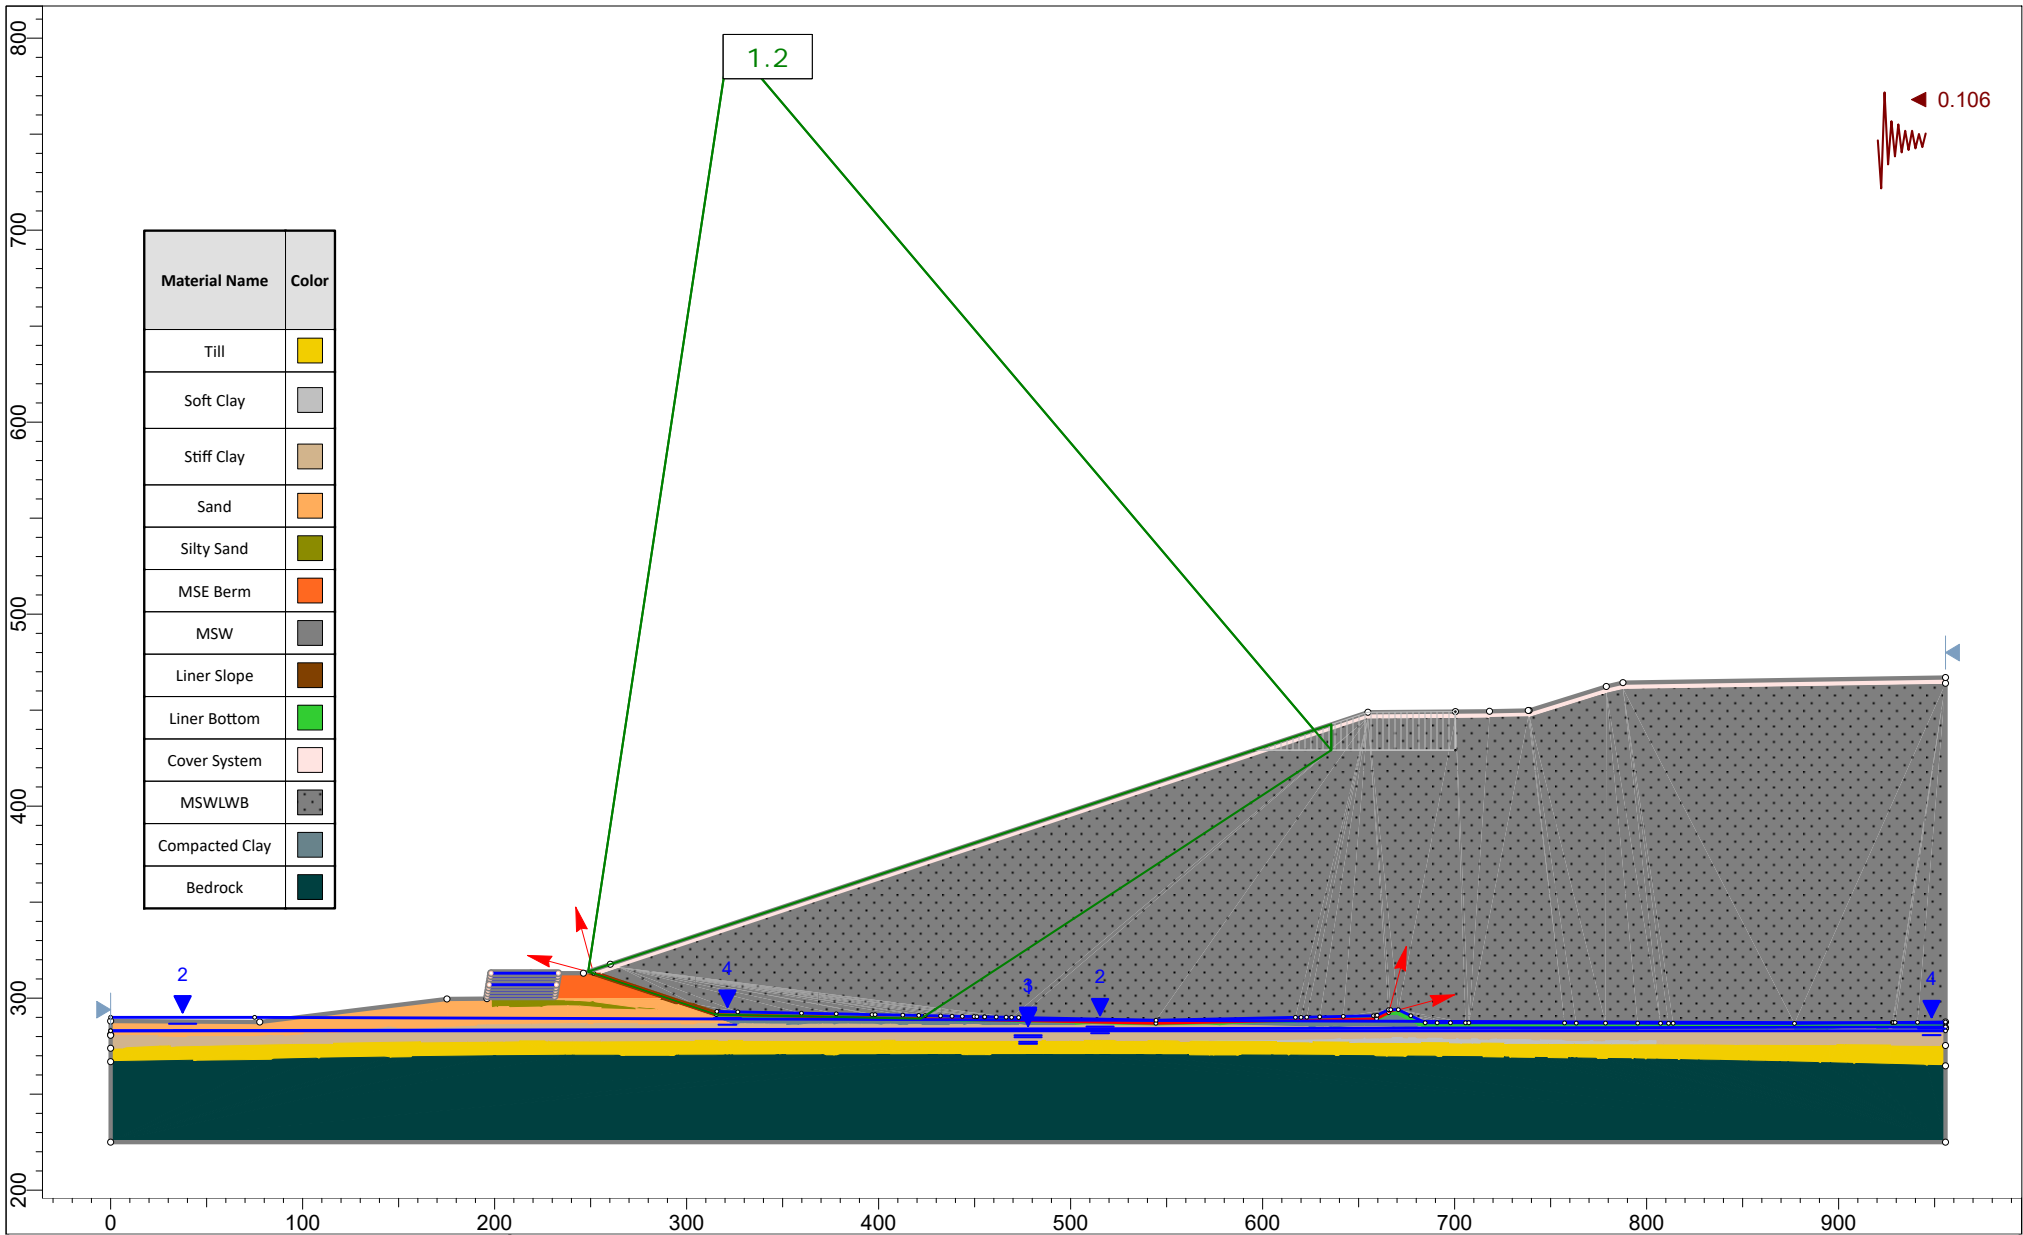 1.2
0.106
800
700
600
500
400
300
200
Material Name Color
Till
Soft Clay
Stiff Clay
Sand
Silty Sand
MSE Berm
MSW
Liner Slope
Liner Bottom
Cover System
MSWLWB
Compacted Clay
Bedrock
2
4
2
4
0 100 200 300 400 500 600 700 800 900